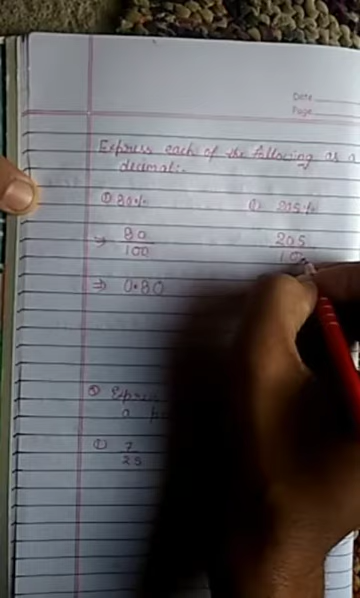 Date
Page
Express each of the following as a
decimal:-
① 80% ② 205%
⇒ 80/100 205/10
⇒ 0.80
② Express
a
① 7/25